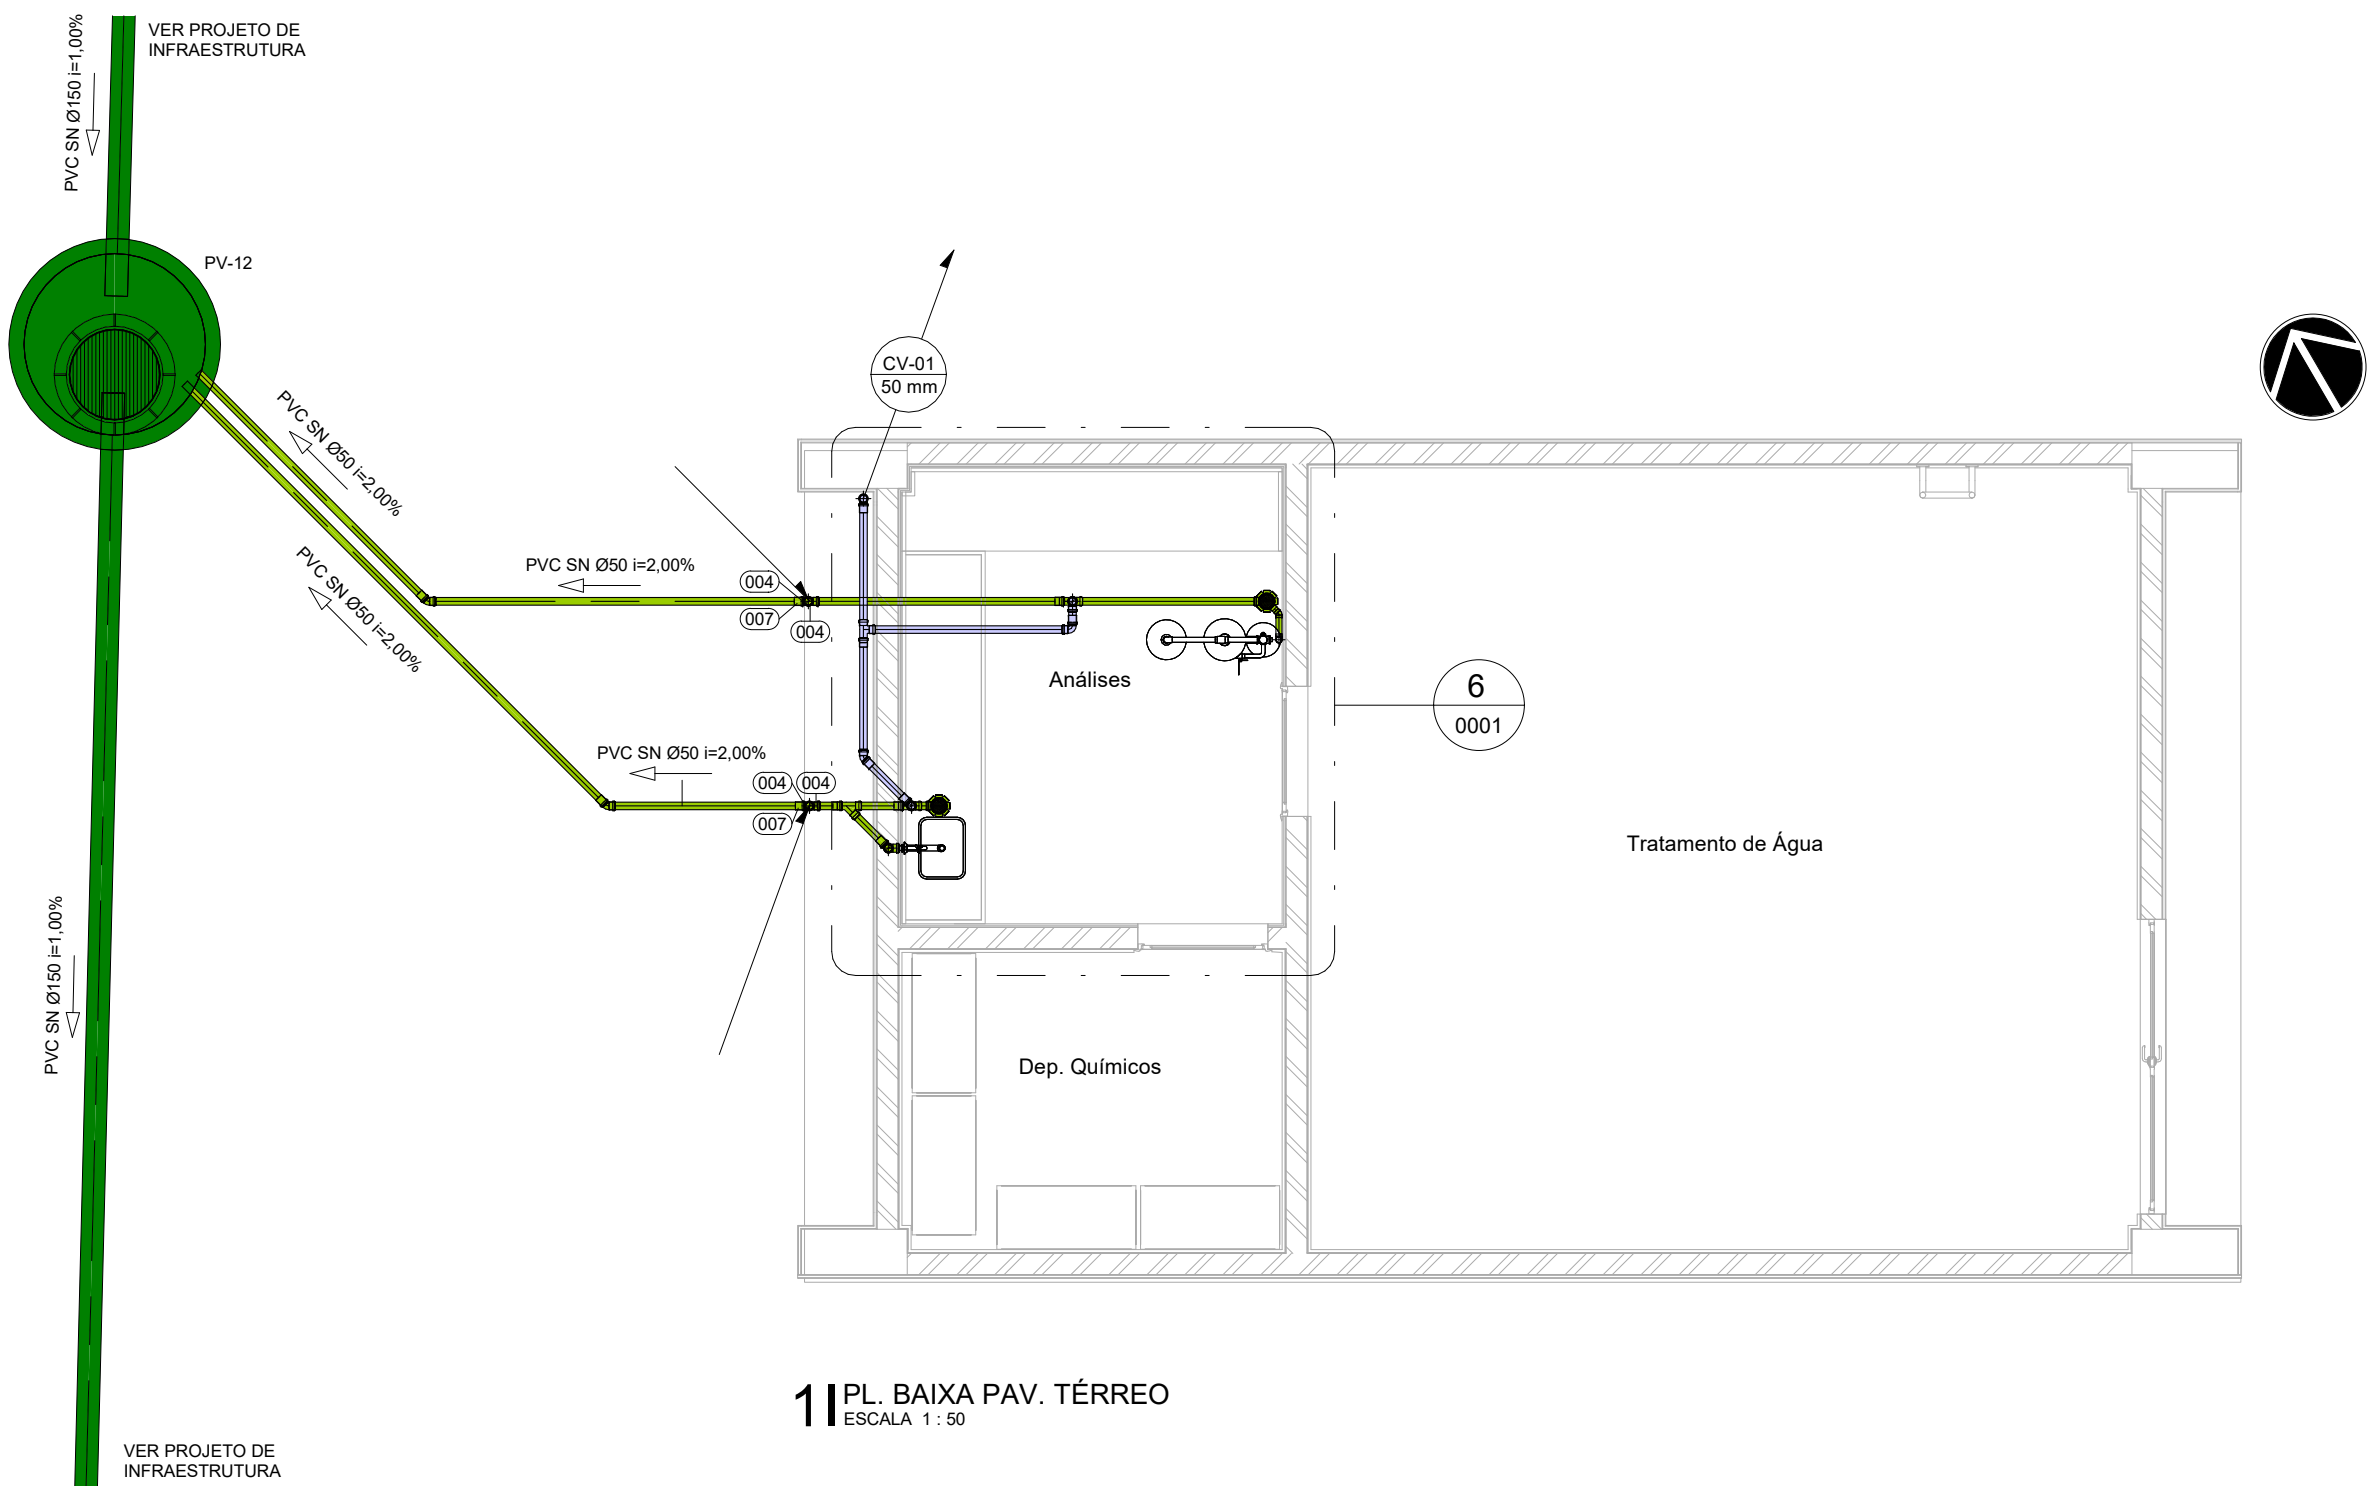 PVC SN Ø150 i=1,00%
VER PROJETO DE
INFRAESTRUTURA
PV-12
CV-01
50 mm
PVC SN Ø50 i=2,00%
PVC SN Ø50 i=2,00%
PVC SN Ø50 i=2,00%
004
007
004
Análises
6
0001
PVC SN Ø50 i=2,00%
004
004
007
Tratamento de Água
PVC SN Ø150 i=1,00%
Dep. Químicos
1
PL. BAIXA PAV. TÉRREO
ESCALA 1 : 50
VER PROJETO DE
INFRAESTRUTURA